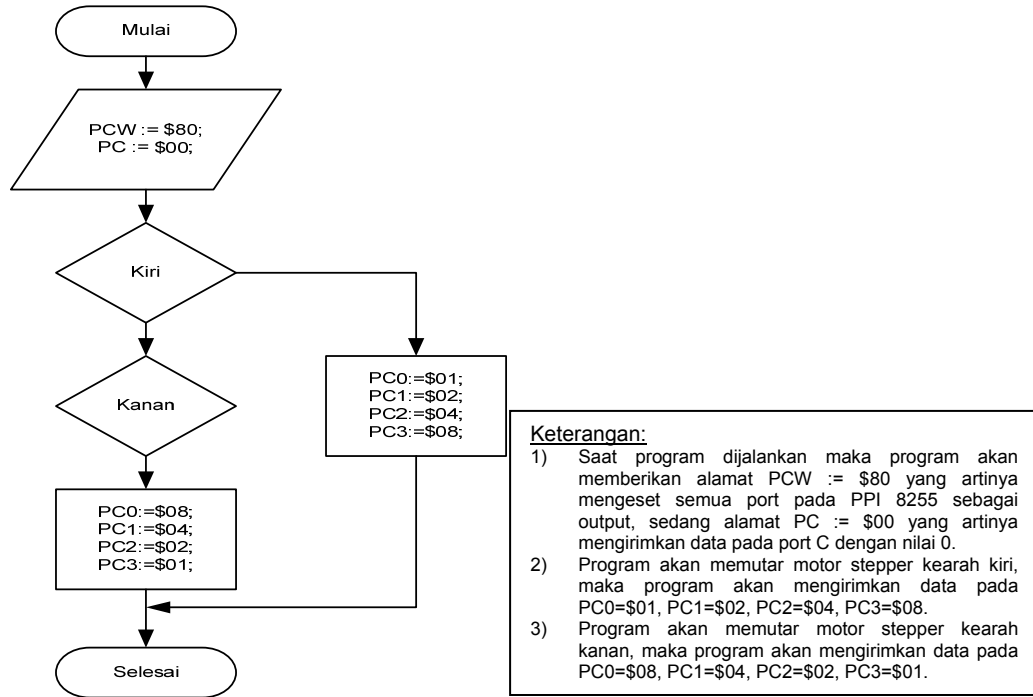 Mulai
PCW := $80;
PC := $00;
Kiri
Kanan
PC0:=$01;
PC1:=$02;
PC2:=$04;
PC3:=$08;
PC0:=$08;
PC1:=$04;
PC2:=$02;
PC3:=$01;
Selesai
Keterangan:
1) Saat program dijalankan maka program akan
memberikan alamat PCW := $80 yang artinya
mengeset semua port pada PPI 8255 sebagai
output, sedang alamat PC := $00 yang artinya
mengirimkan data pada port C dengan nilai 0.
2) Program akan memutar motor stepper kearah kiri,
maka program akan mengirimkan data pada
PC0=$01, PC1=$02, PC2=$04, PC3=$08.
3) Program akan memutar motor stepper kearah
kanan, maka program akan mengirimkan data pada
PC0=$08, PC1=$04, PC2=$02, PC3=$01.